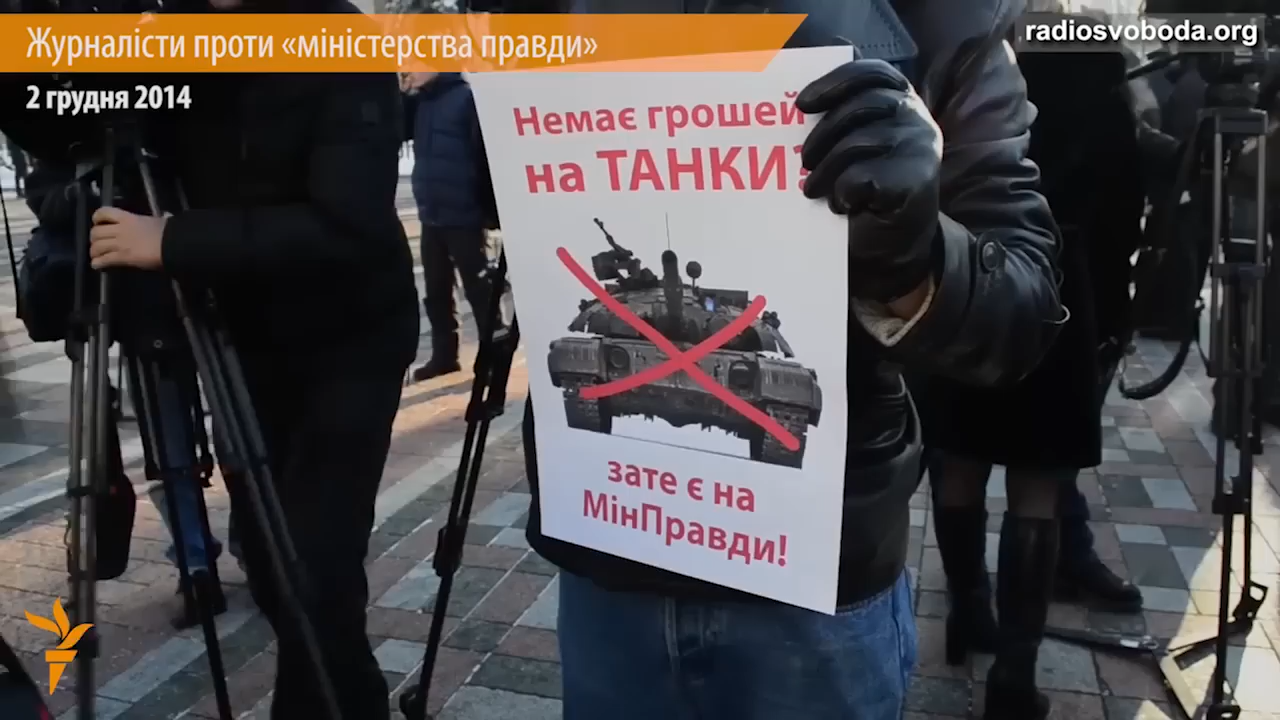 Журналісти проти «міністерства правди»
radiosvoboda.org
2 грудня 2014
Немає грошей
на ТАНКИ?
зате є на
МінПравди!